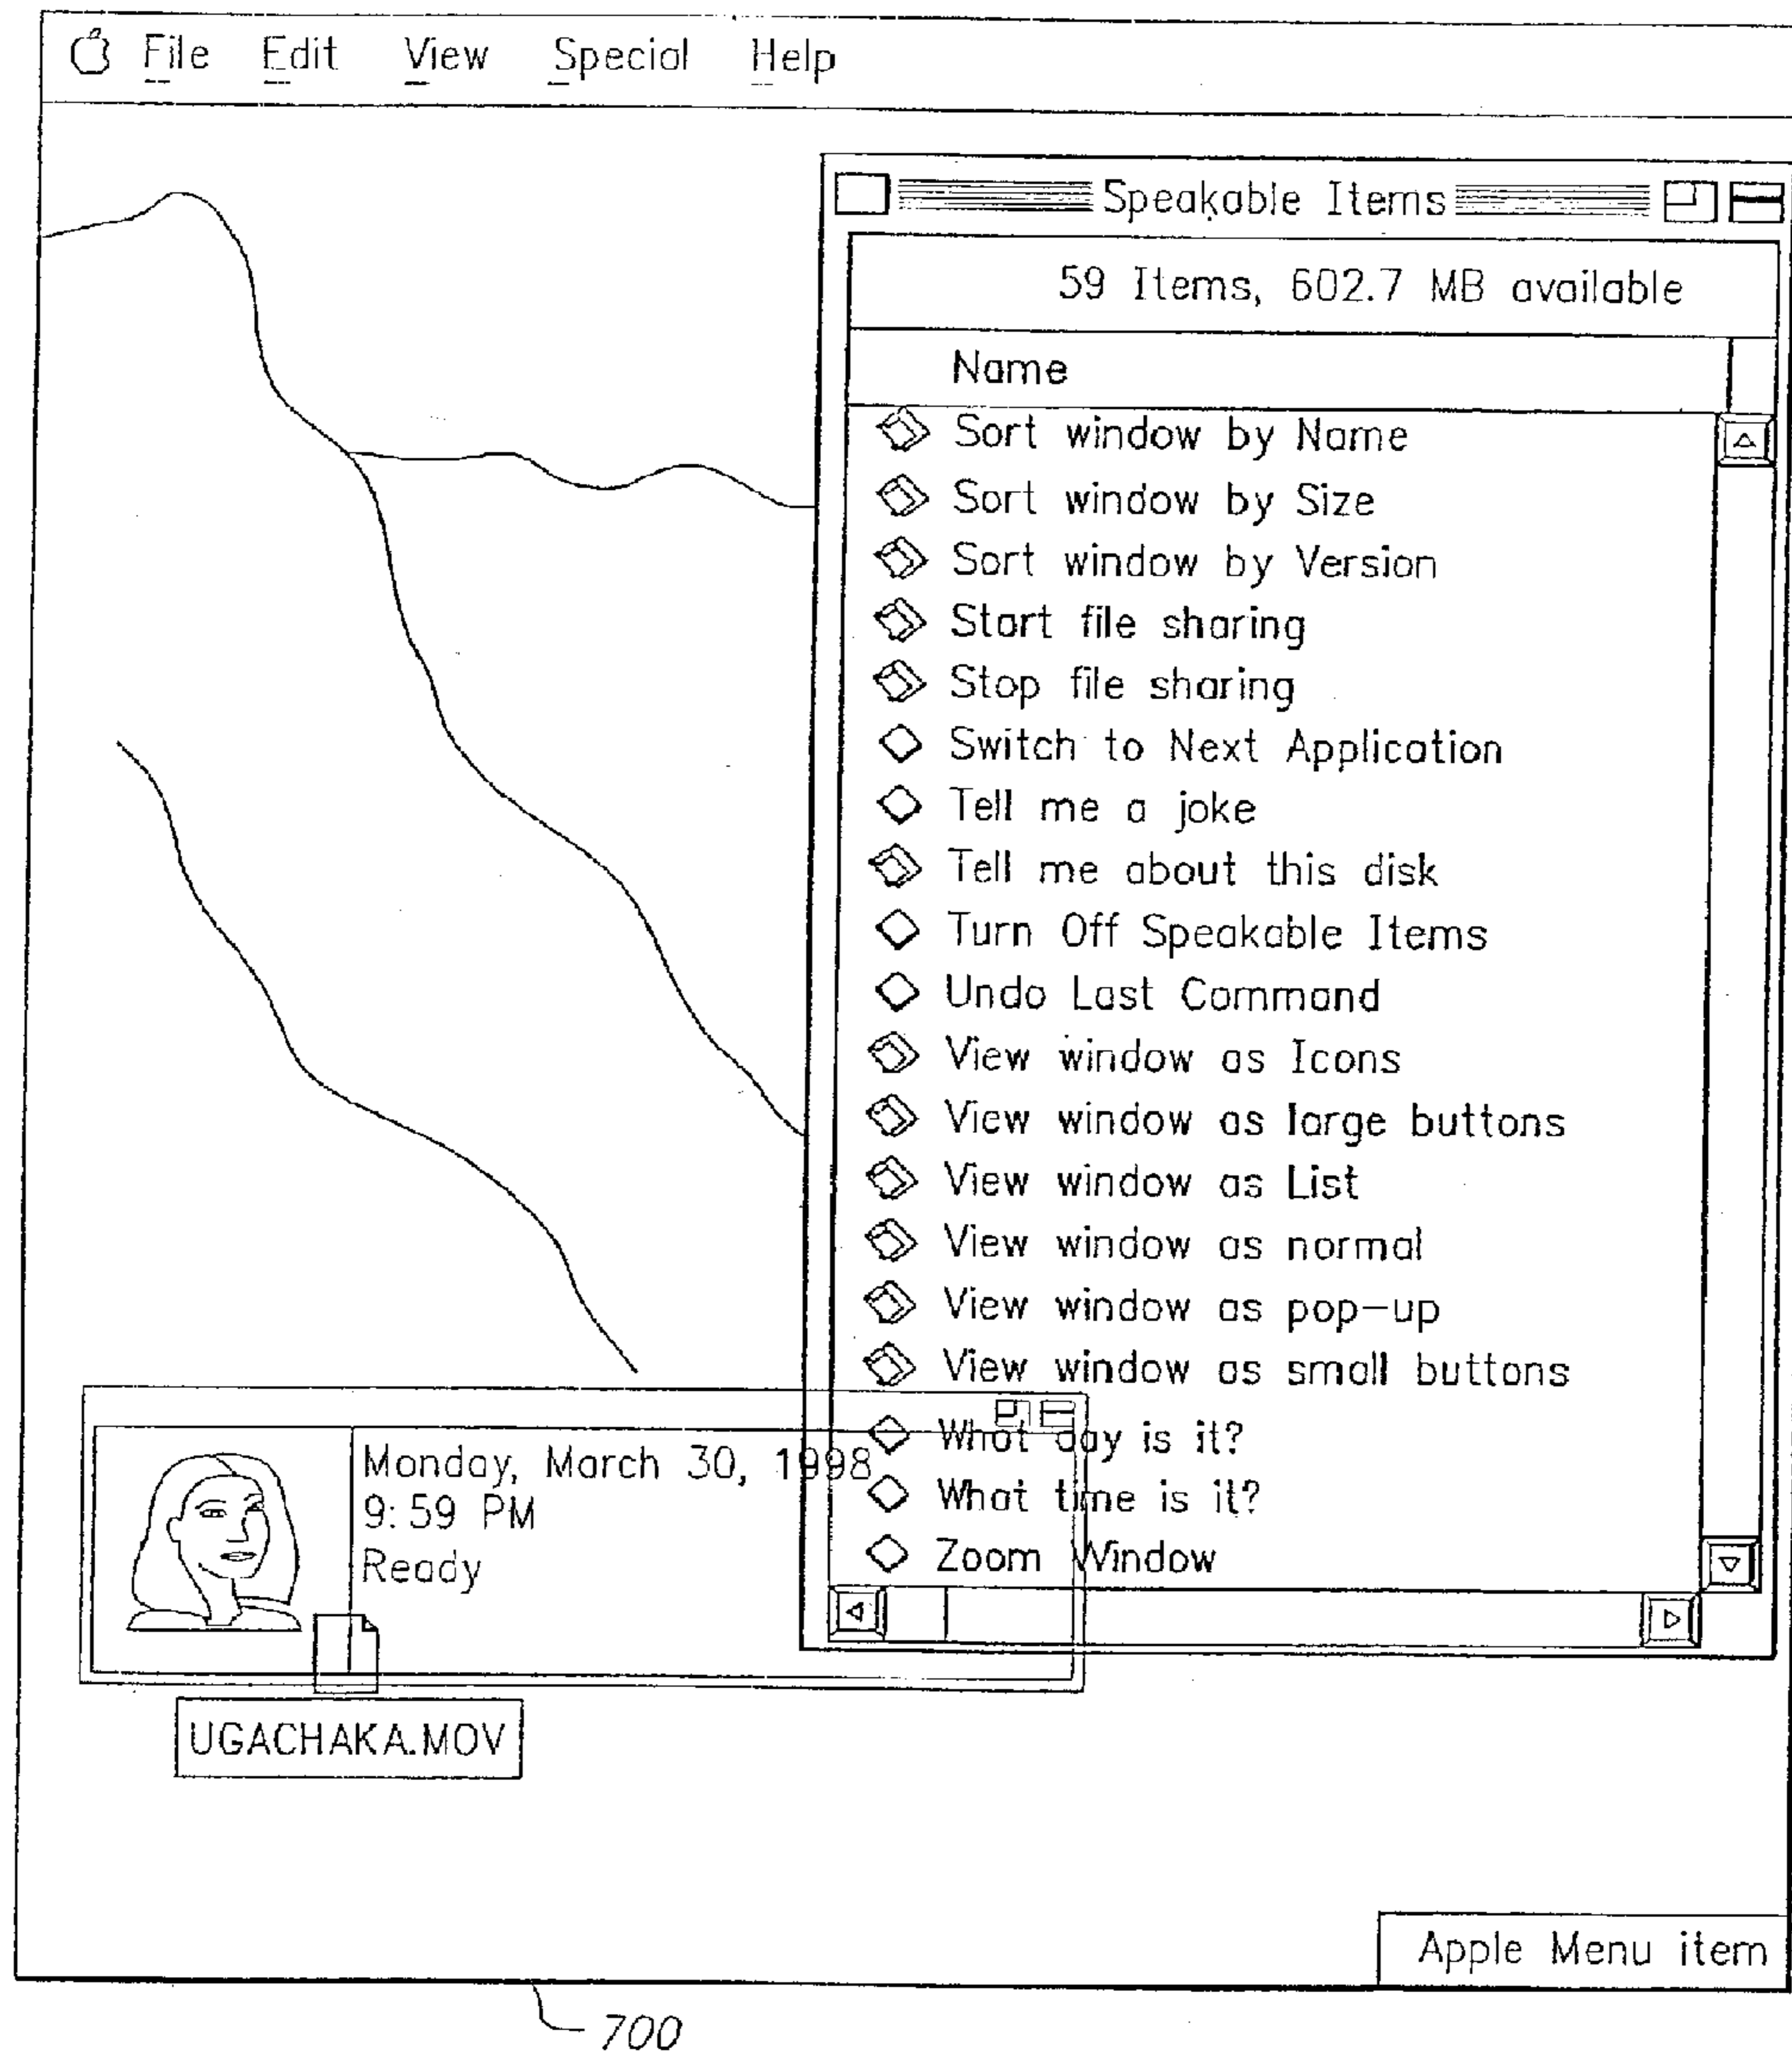 File Edit View Special Help
Speakable Items
59 Items, 602.7 MB available
Name
Sort window by Name
Sort window by Size
Sort window by Version
Start file sharing
Stop file sharing
Switch to Next Application
Tell me a joke
Tell me about this disk
Turn Off Speakable Items
Undo Last Command
View window as Icons
View window as large buttons
View window as List
View window as normal
View window as pop-up
View window as small buttons
What day is it?
What time is it?
Zoom Window
Monday, March 30, 1998
9:59 PM
Ready
UGACHAKA.MOV
Apple Menu item
700